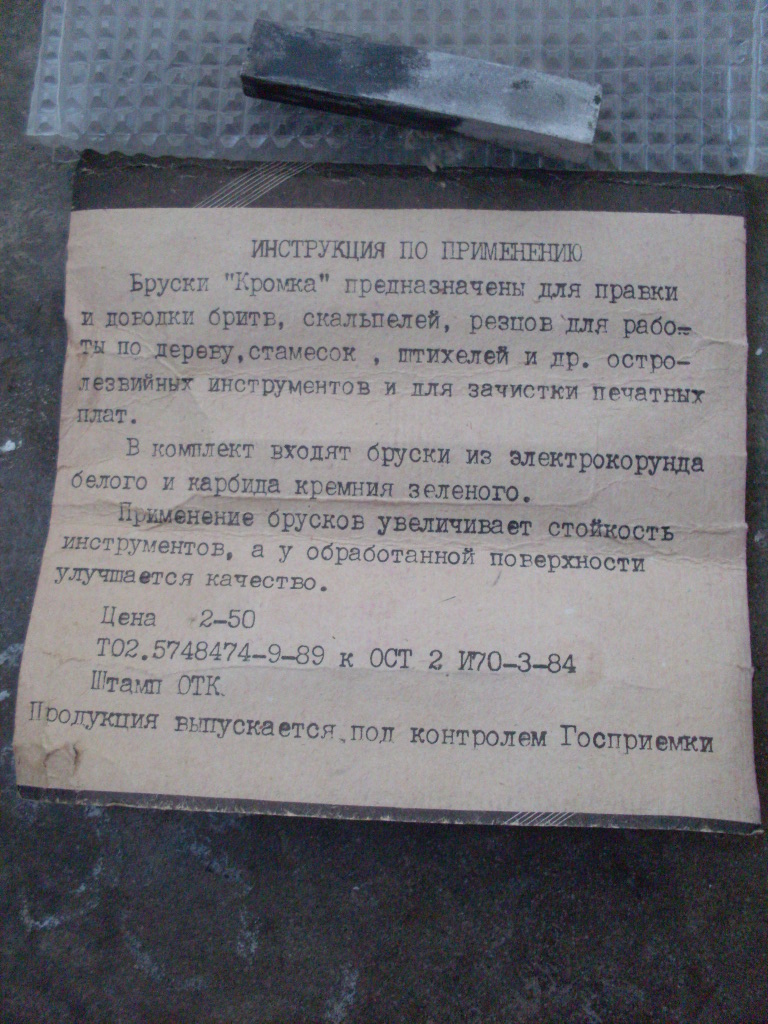 ИНСТРУКЦИЯ ПО ПРИМЕНЕНИЮ
Бруски "Кромка" предназначены для правки
и доводки бритв, скальпелей, резцов для рабо-
ты по дереву, стамесок , штихелей и др. остро-
лезвийных инструментов и для зачистки печатных
плат.
В комплект входят бруски из электрокорунда
белого и карбида кремния зеленого.
Применение брусков увеличивает стойкость
инструментов, а у обработанной поверхности
улучшается качество.
Цена 2-50
ТО2.5748474-9-89 к ОСТ 2 И70-3-84
Штамп ОТК
Продукция выпускается под контролем Госприемки